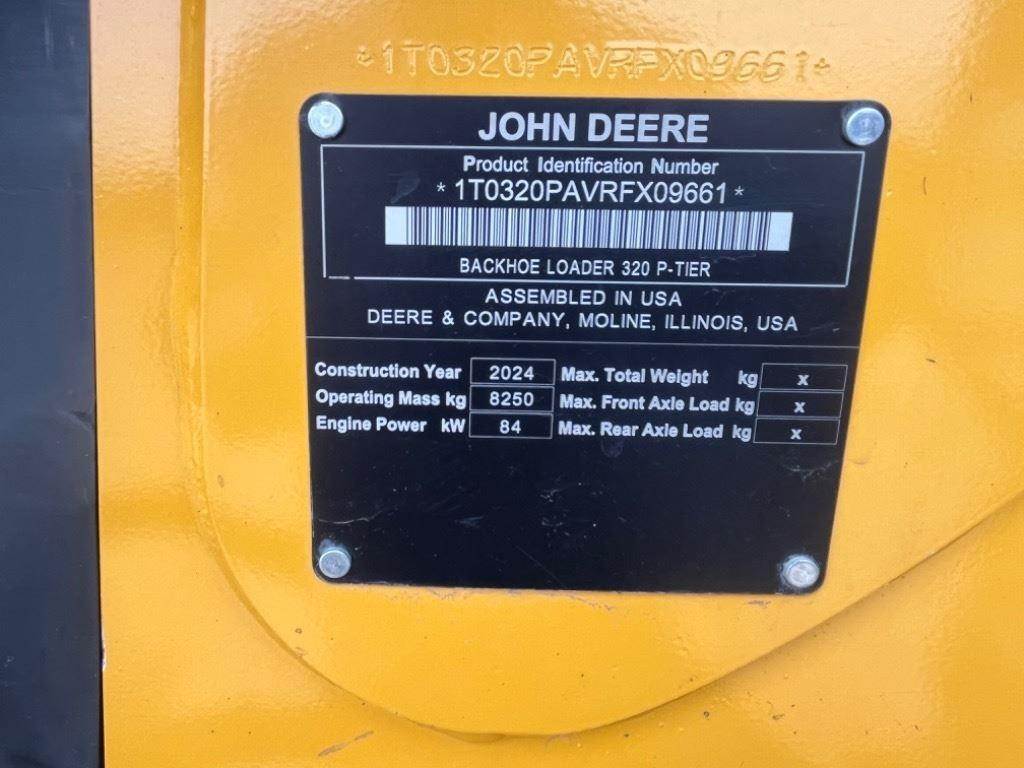 *1T0320PAVRFX09661*
JOHN DEERE
Product Identification Number
*1T0320PAVRFX09661*
BACKHOE LOADER 320 P-TIER
ASSEMBLED IN USA
DEERE & COMPANY, MOLINE, ILLINOIS, USA
Construction Year 2024 Max. Total Weight kg x
Operating Mass kg 8250 Max. Front Axle Load kg x
Engine Power kW 84 Max. Rear Axle Load kg x